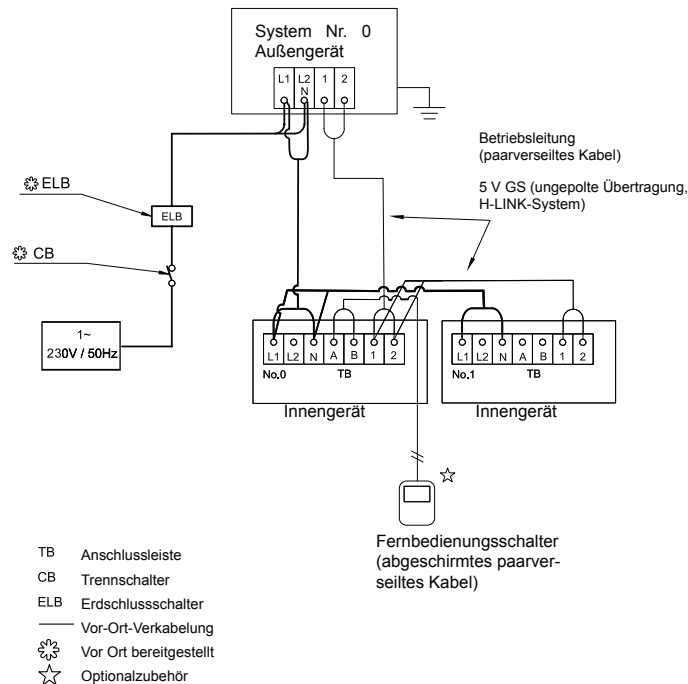 System Nr. 0
Außengerät
L1 L2 N 1 2
Betriebsleitung
(paarverseiltes Kabel)
5 V GS (ungepolte Übertragung,
H-LINK-System)
ELB
ELB
CB
1~
230V / 50Hz
L1 L2 N A B 1 2
No.0 TB
Innengerät
L1 L2 N A B 1 2
No.1 TB
Innengerät
Fernbedienungsschalter
(abgeschirmtes paarver-
seiltes Kabel)
TB Anschlussleiste
CB Trennschalter
ELB Erdschlussschalter
Vor-Ort-Verkabelung
Vor Ort bereitgestellt
Optionalzubehör